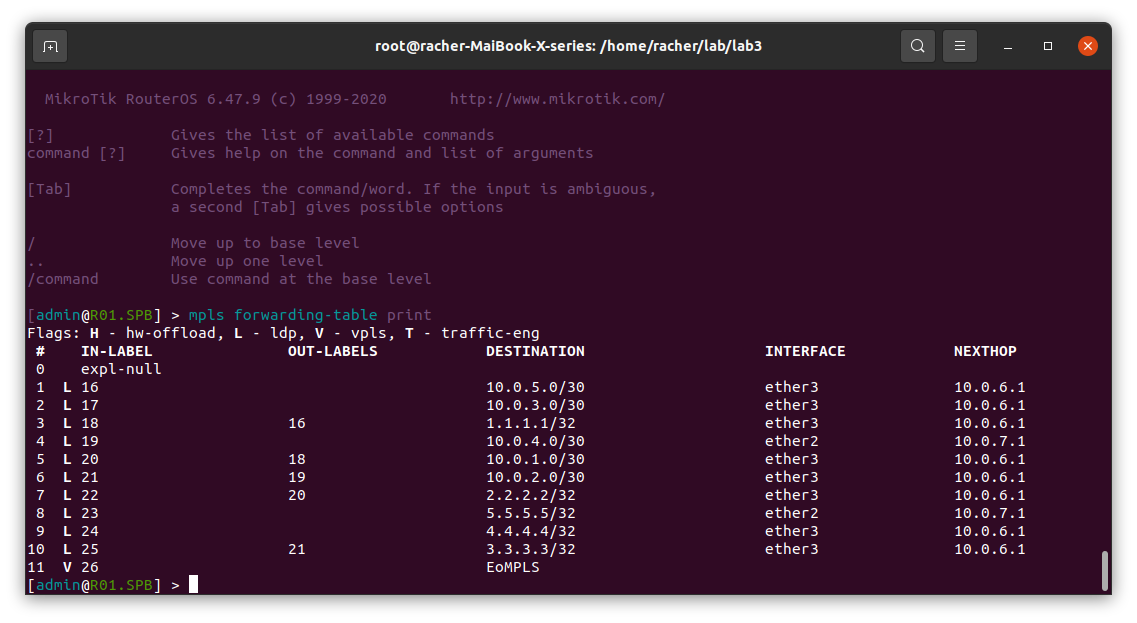 root@racher-MaiBook-X-series: /home/racher/lab/lab3
MikroTik RouterOS 6.47.9 (c) 1999-2020       http://www.mikrotik.com/
[?]             Gives the list of available commands
command [?]     Gives help on the command and list of arguments
[Tab]           Completes the command/word. If the input is ambiguous,
                a second [Tab] gives possible options
/               Move up to base level
..              Move up one level
/command        Use command at the base level
[admin@R01.SPB] > mpls forwarding-table print
Flags: H - hw-offload, L - ldp, V - vpls, T - traffic-eng
 #    IN-LABEL               OUT-LABELS            DESTINATION                    INTERFACE            NEXTHOP
 0    expl-null
 1  L 16                                           10.0.5.0/30                    ether3               10.0.6.1
 2  L 17                                           10.0.3.0/30                    ether3               10.0.6.1
 3  L 18                     16                    1.1.1.1/32                     ether3               10.0.6.1
 4  L 19                                           10.0.4.0/30                    ether2               10.0.7.1
 5  L 20                     18                    10.0.1.0/30                    ether3               10.0.6.1
 6  L 21                     19                    10.0.2.0/30                    ether3               10.0.6.1
 7  L 22                     20                    2.2.2.2/32                     ether3               10.0.6.1
 8  L 23                                           5.5.5.5/32                     ether2               10.0.7.1
 9  L 24                                           4.4.4.4/32                     ether3               10.0.6.1
10  L 25                     21                    3.3.3.3/32                     ether3               10.0.6.1
11  V 26                                           EoMPLS
[admin@R01.SPB] >